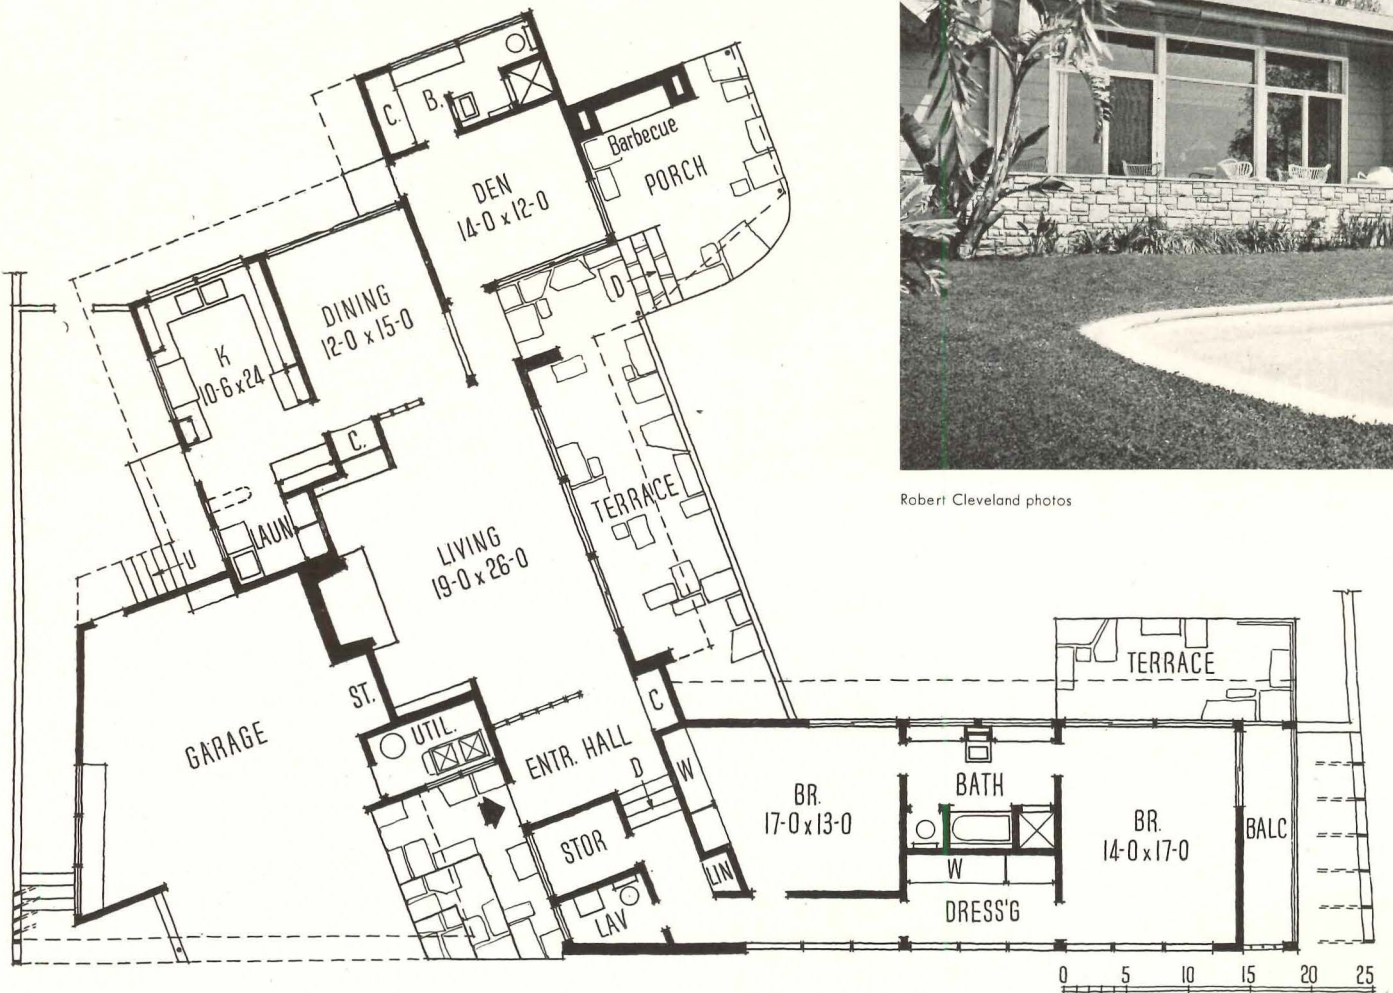 C.
B.
DEN
14-0 x 12-0
Barbecue
PORCH
D
DINING
12-0 x 15-0
K
10-6 x 24
C.
LAUN
U
LIVING
19-0 x 26-0
TERRACE
Robert Cleveland photos
TERRACE
GARAGE
ST.
UTIL.
ENTR. HALL
C
D
W
STOR
LAV
LIN
BR.
17-0 x 13-0
BATH
W
DRESS'G
BR.
14-0 x 17-0
BALC
0 5 10 15 20 25